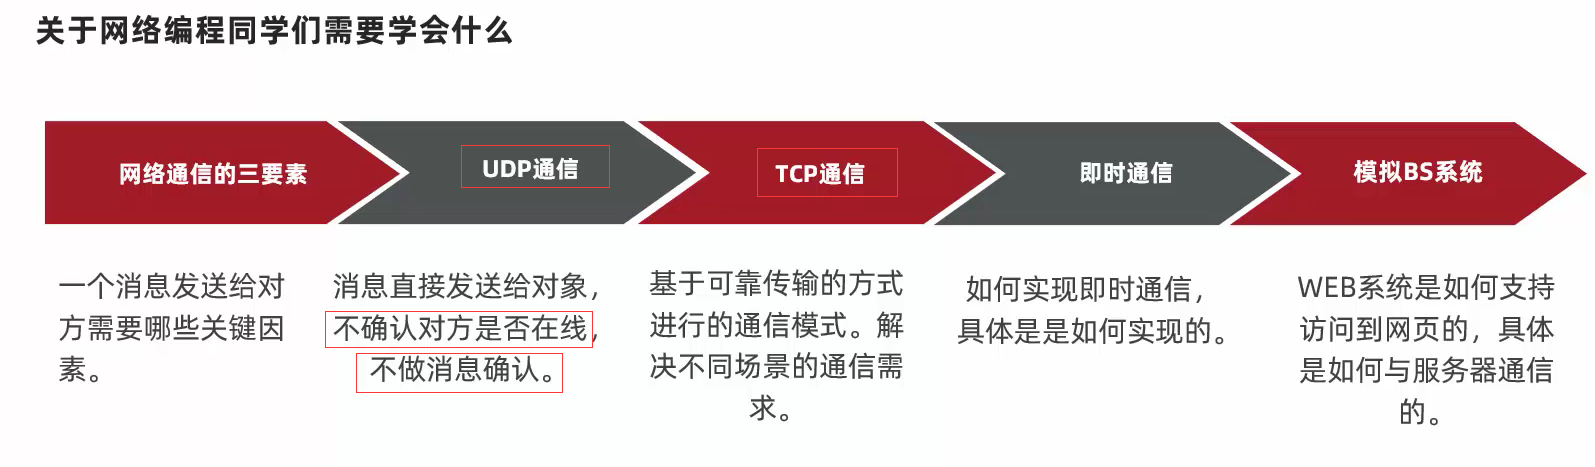 关于网络编程同学们需要学会什么
网络通信的三要素
UDP通信
TCP通信
即时通信
模拟BS系统
一个消息发送给对
方需要哪些关键因
素。
消息直接发送给对象，
不确认对方是否在线，
不做消息确认。
基于可靠传输的方式
进行的通信模式。解
决不同场景的通信需
求。
如何实现即时通信，
具体是是如何实现的。
WEB系统是如何支持
访问到网页的，具体
是如何与服务器通信
的。